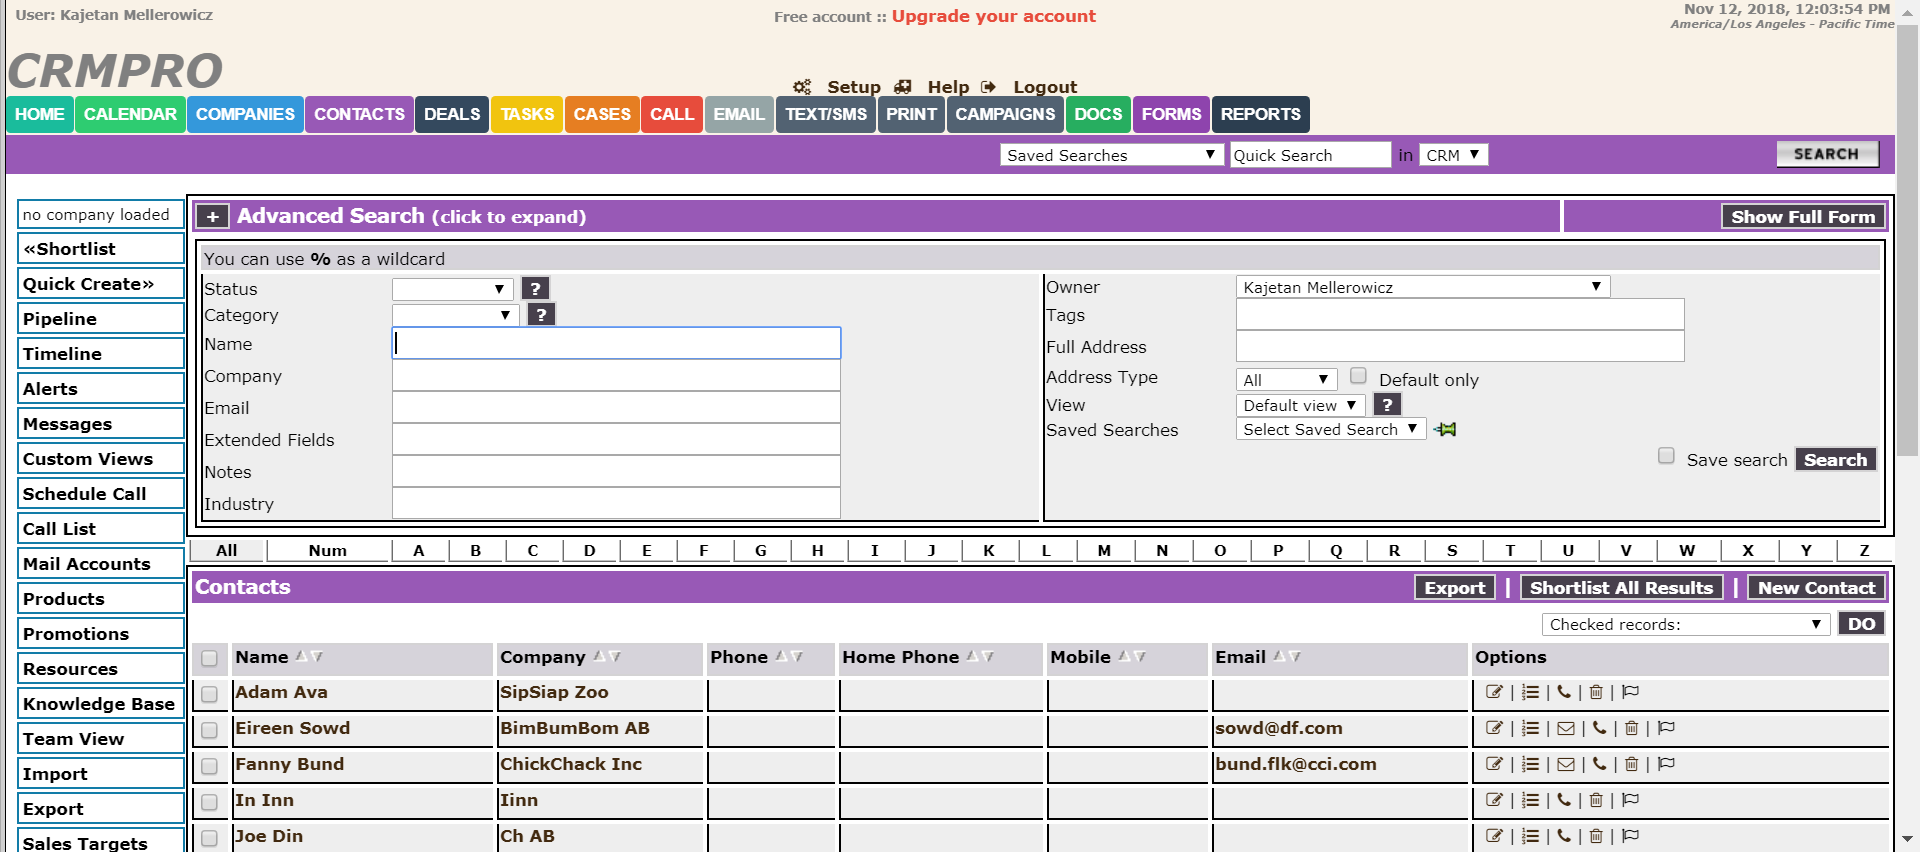 User: Kajetan Mellerowicz
Free account :: Upgrade your account
Nov 12, 2018, 12:03:54 PM
America/Los Angeles - Pacific Time
CRMPRO
Setup Help Logout
HOME CALENDAR COMPANIES CONTACTS DEALS TASKS CASES CALL EMAIL TEXT/SMS PRINT CAMPAIGNS DOCS FORMS REPORTS
Saved Searches Quick Search in CRM SEARCH
no company loaded
«Shortlist
Quick Create»
Pipeline
Timeline
Alerts
Messages
Custom Views
Schedule Call
Call List
Mail Accounts
Products
Promotions
Resources
Knowledge Base
Team View
Import
Export
Sales Targets
+ Advanced Search (click to expand) Show Full Form
You can use % as a wildcard
Status ?
Category ?
Name
Company
Email
Extended Fields
Notes
Industry
Owner Kajetan Mellerowicz
Tags
Full Address
Address Type All Default only
View Default view ?
Saved Searches Select Saved Search
Save search Search
All Num A B C D E F G H I J K L M N O P Q R S T U V W X Y Z
Contacts Export | Shortlist All Results | New Contact
Checked records: DO
Name Company Phone Home Phone Mobile Email Options
Adam Ava SipSiap Zoo | | | |
Eireen Sowd BimBumBom AB sowd@df.com | | | | |
Fanny Bund ChickChack Inc bund.flk@cci.com | | | | |
In Inn Iinn | | | |
Joe Din Ch AB | | | |